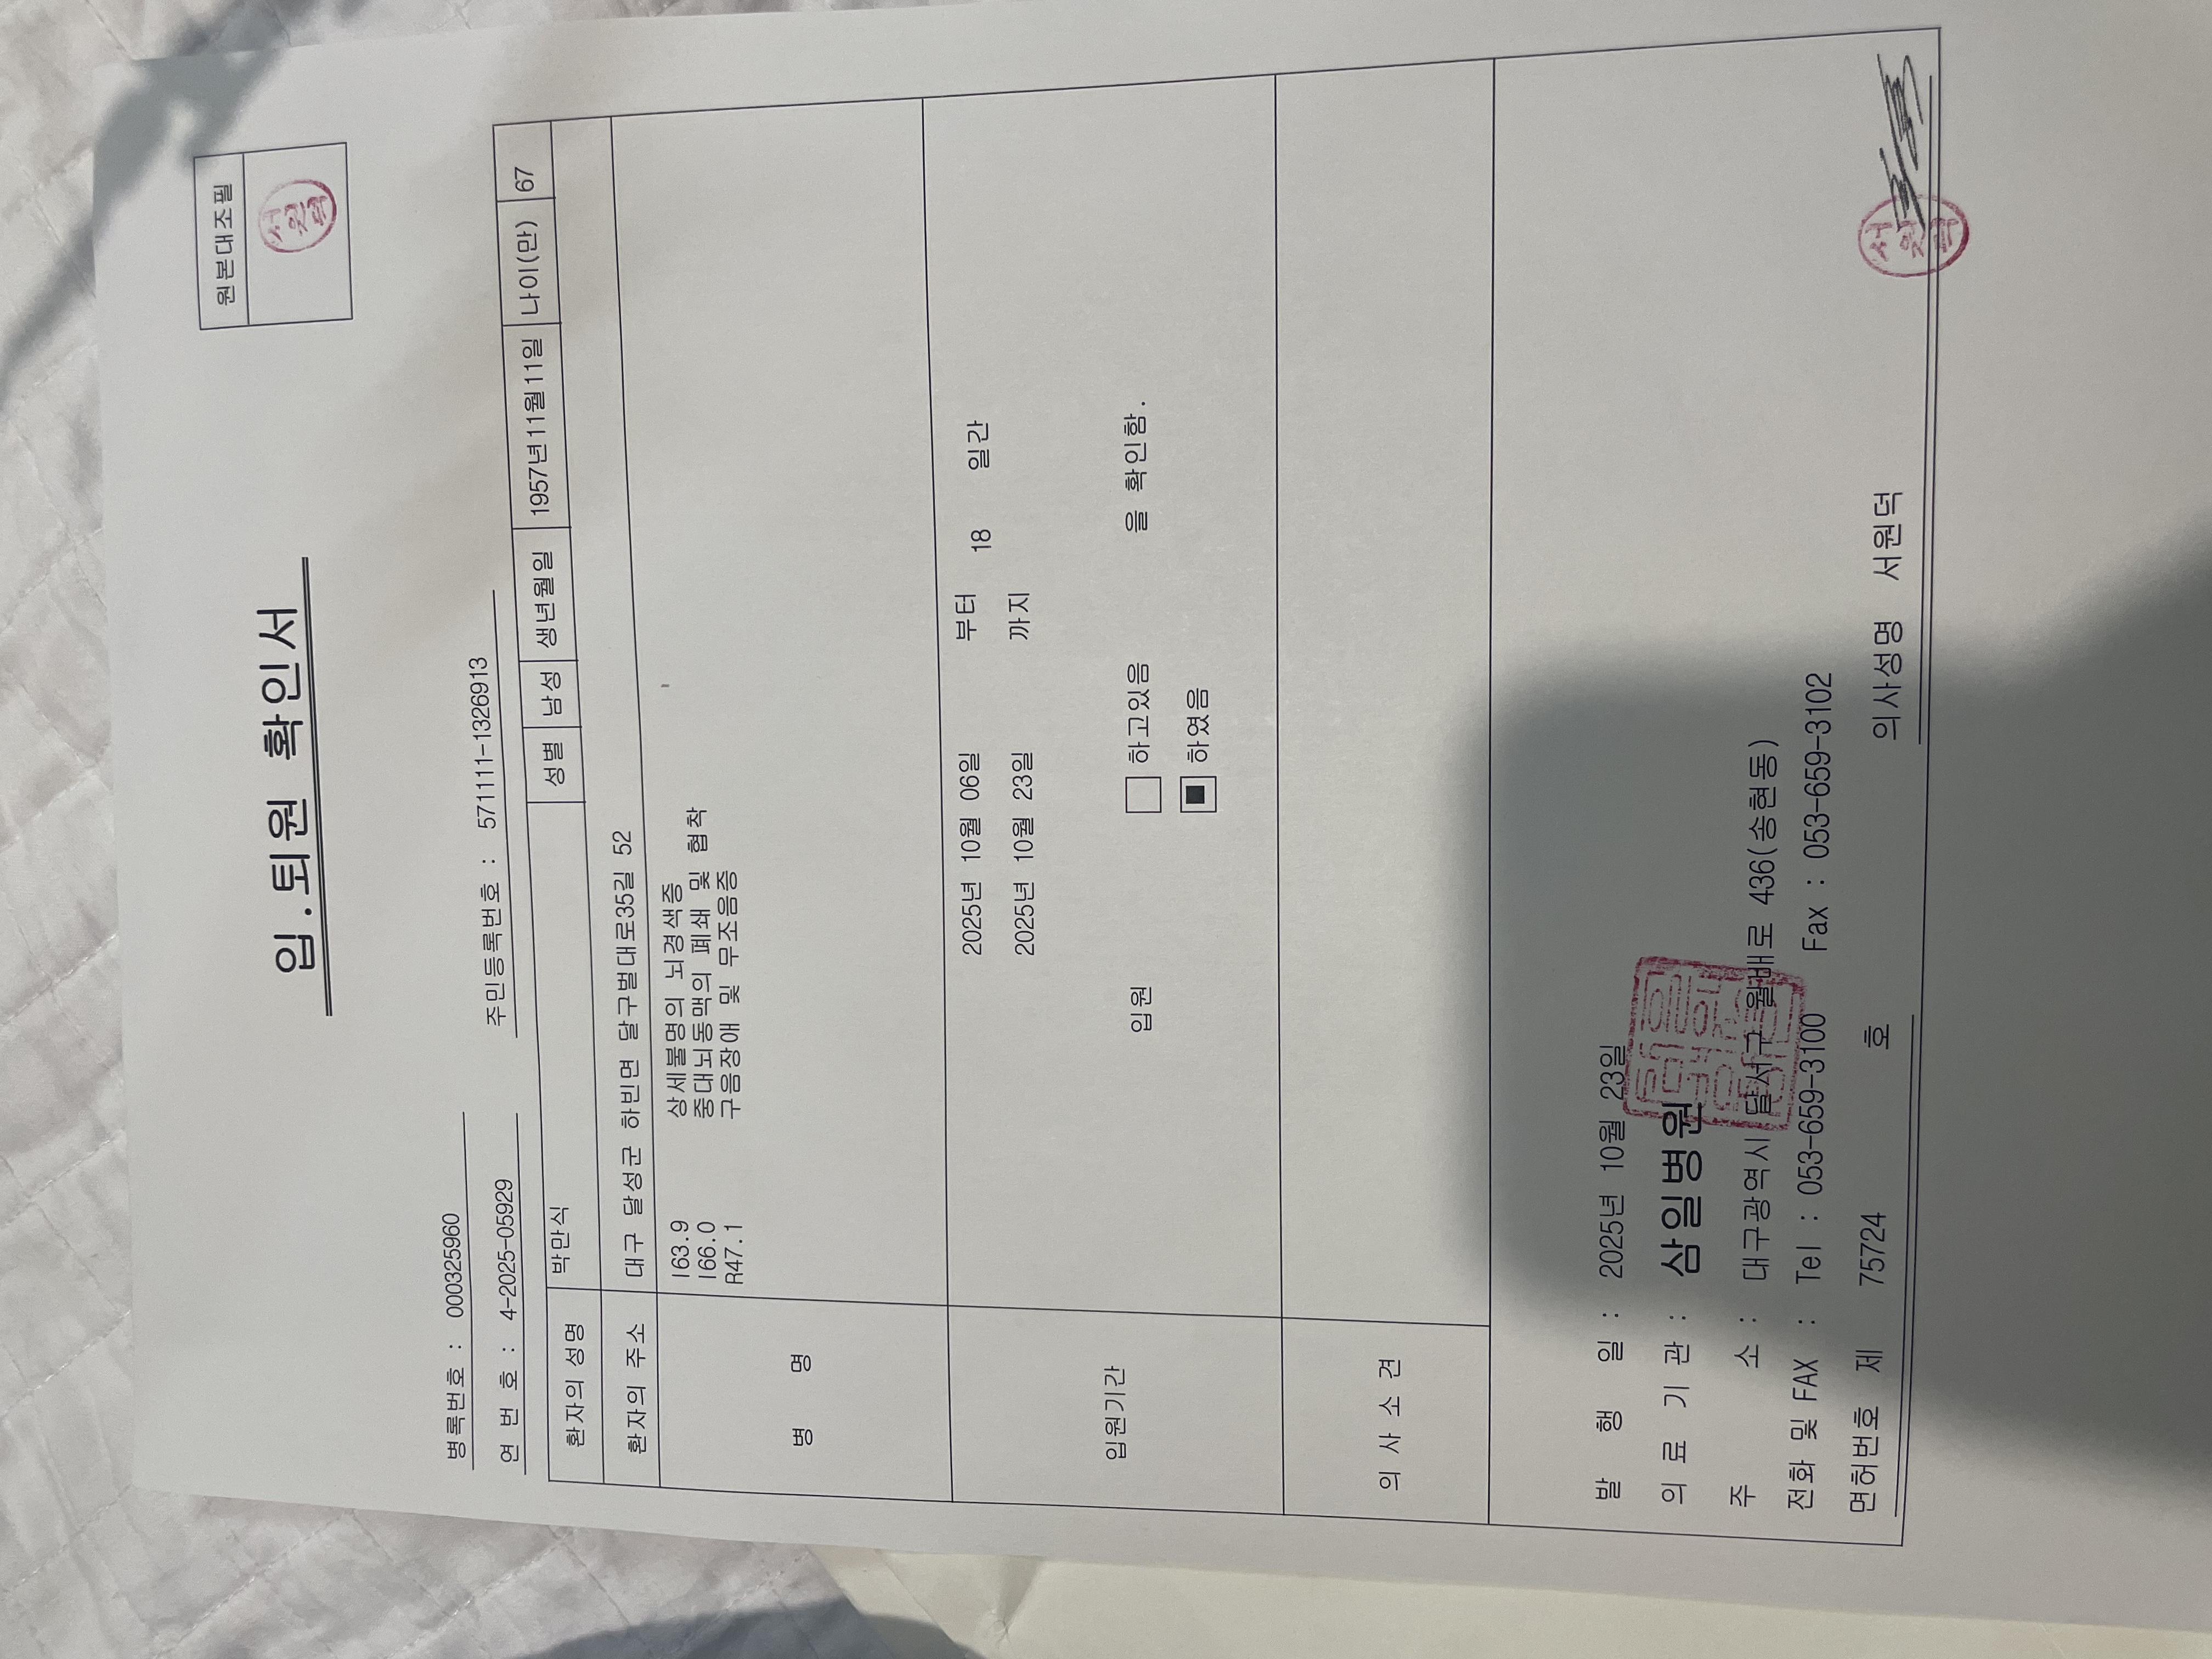 원본대조필
입.퇴원 확인서
병록번호 : 000325960
연 번 호 : 4-2025-05929 주민등록번호 : 571111-1326913
환자의 성명 박만식 성별 남성 생년월일 1957년11월11일 나이(만) 67
환자의 주소 대구 달성군 하빈면 달구벌대로35길 52
병 명
I63.9 상세불명의 뇌경색증
I66.0 중대뇌동맥의 폐쇄 및 협착
R47.1 구음장애 및 무조음증
입원기간
2025년 10월 06일 부터
18 일간
2025년 10월 23일 까지
입원
하고있음
하였음
을 확인함.
의 사 소 견
발 행 일 : 2025년 10월 23일
의 료 기 관 : 삼일병원
주 소 : 대구광역시 달서구 월배로 436(송현동)
전화 및 FAX : Tel : 053-659-3100 Fax : 053-659-3102
면허번호 제 75724 호 의사성명 서원덕